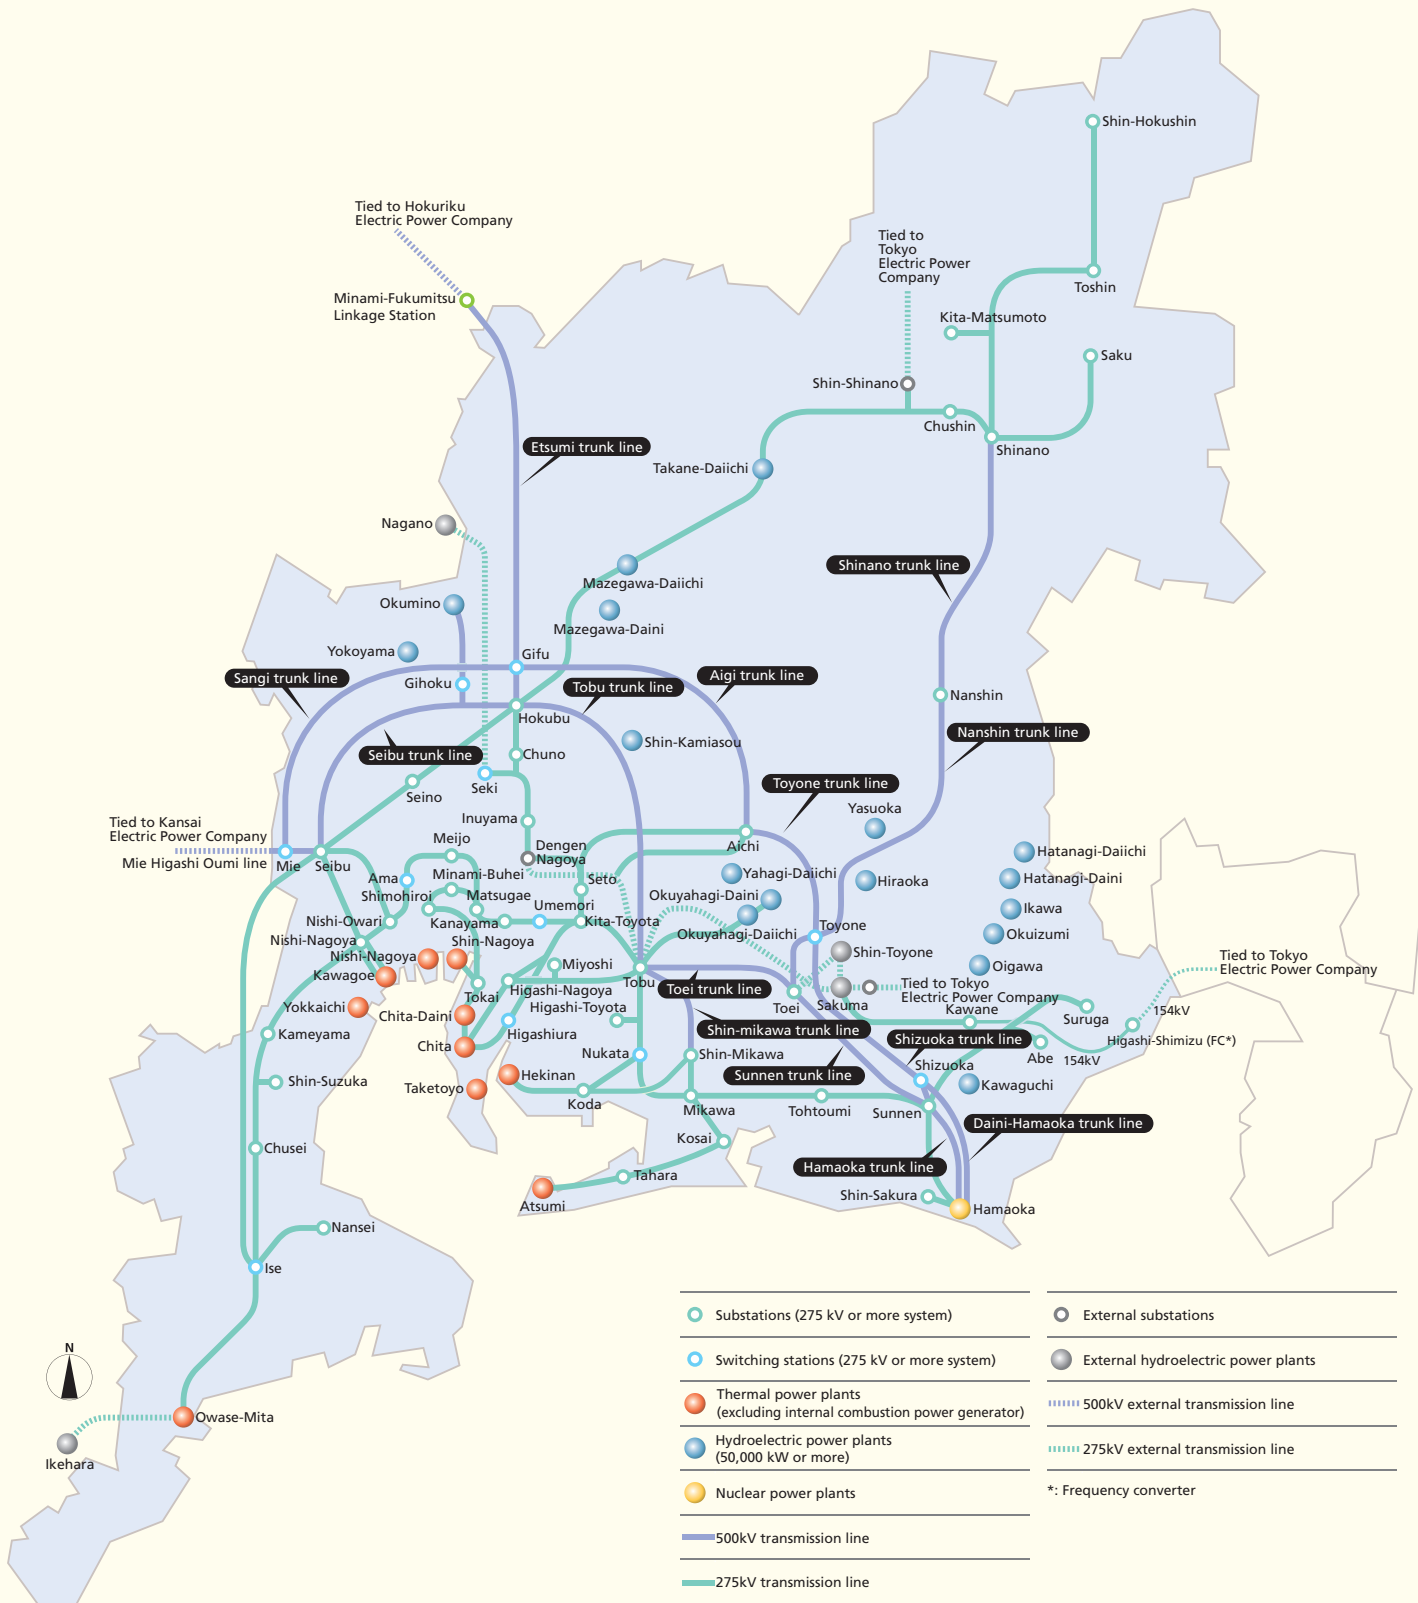 Shin-Hokushin
Tied to Hokuriku
Electric Power Company
Tied to
Tokyo
Electric Power
Company
Minami-Fukumitsu
Linkage Station
Toshin
Kita-Matsumoto
Saku
Shin-Shinano
Chushin
Shinano
Etsumi trunk line
Takane-Daiichi
Nagano
Shinano trunk line
Mazegawa-Daiichi
Okumino
Mazegawa-Daini
Yokoyama
Gifu
Sangi trunk line
Gihoku
Tobu trunk line
Aigi trunk line
Nanshin
Hokubu
Nanshin trunk line
Shin-Kamiasou
Seibu trunk line
Chuno
Seki
Seino
Toyone trunk line
Yasuoka
Inuyama
Tied to Kansai
Electric Power Company
Mie Higashi Oumi line
Mie
Seibu
Meijo
Dengen
Nagoya
Aichi
Hatanagi-Daiichi
Minami-Buhei
Ama
Shimohiroi
Matsugae
Seto
Yahagi-Daiichi
Hiraoka
Hatanagi-Daini
Okuyahagi-Daini
Umemori
Ikawa
Nishi-Owari
Kanayama
Kita-Toyota
Toyone
Okuyahagi-Daiichi
Okuizumi
Nishi-Nagoya
Shin-Nagoya
Nishi-Nagoya
Shin-Toyone
Kawagoe
Miyoshi
Tobu
Oigawa
Tied to Tokyo
Electric Power Company
Tokai
Higashi-Nagoya
Toei trunk line
Toei
Sakuma
Tied to Tokyo
Electric Power Company
Yokkaichi
Chita-Daini
Higashi-Toyota
Kawane
Suruga
154kV
Kameyama
Higashiura
Shin-mikawa trunk line
Shizuoka trunk line
Higashi-Shimizu (FC*)
Chita
Nukata
Shin-Mikawa
Abe
154kV
Shizuoka
Shin-Suzuka
Taketoyo
Hekinan
Sunnen trunk line
Kawaguchi
Koda
Mikawa
Tohtoumi
Sunnen
Daini-Hamaoka trunk line
Chusei
Kosai
Hamaoka trunk line
Tahara
Atsumi
Shin-Sakura
Hamaoka
Nansei
Ise
N
Owase-Mita
Ikehara
Substations (275 kV or more system)
Switching stations (275 kV or more system)
Thermal power plants
(excluding internal combustion power generator)
Hydroelectric power plants
(50,000 kW or more)
Nuclear power plants
500kV transmission line
275kV transmission line
External substations
External hydroelectric power plants
500kV external transmission line
275kV external transmission line
*: Frequency converter